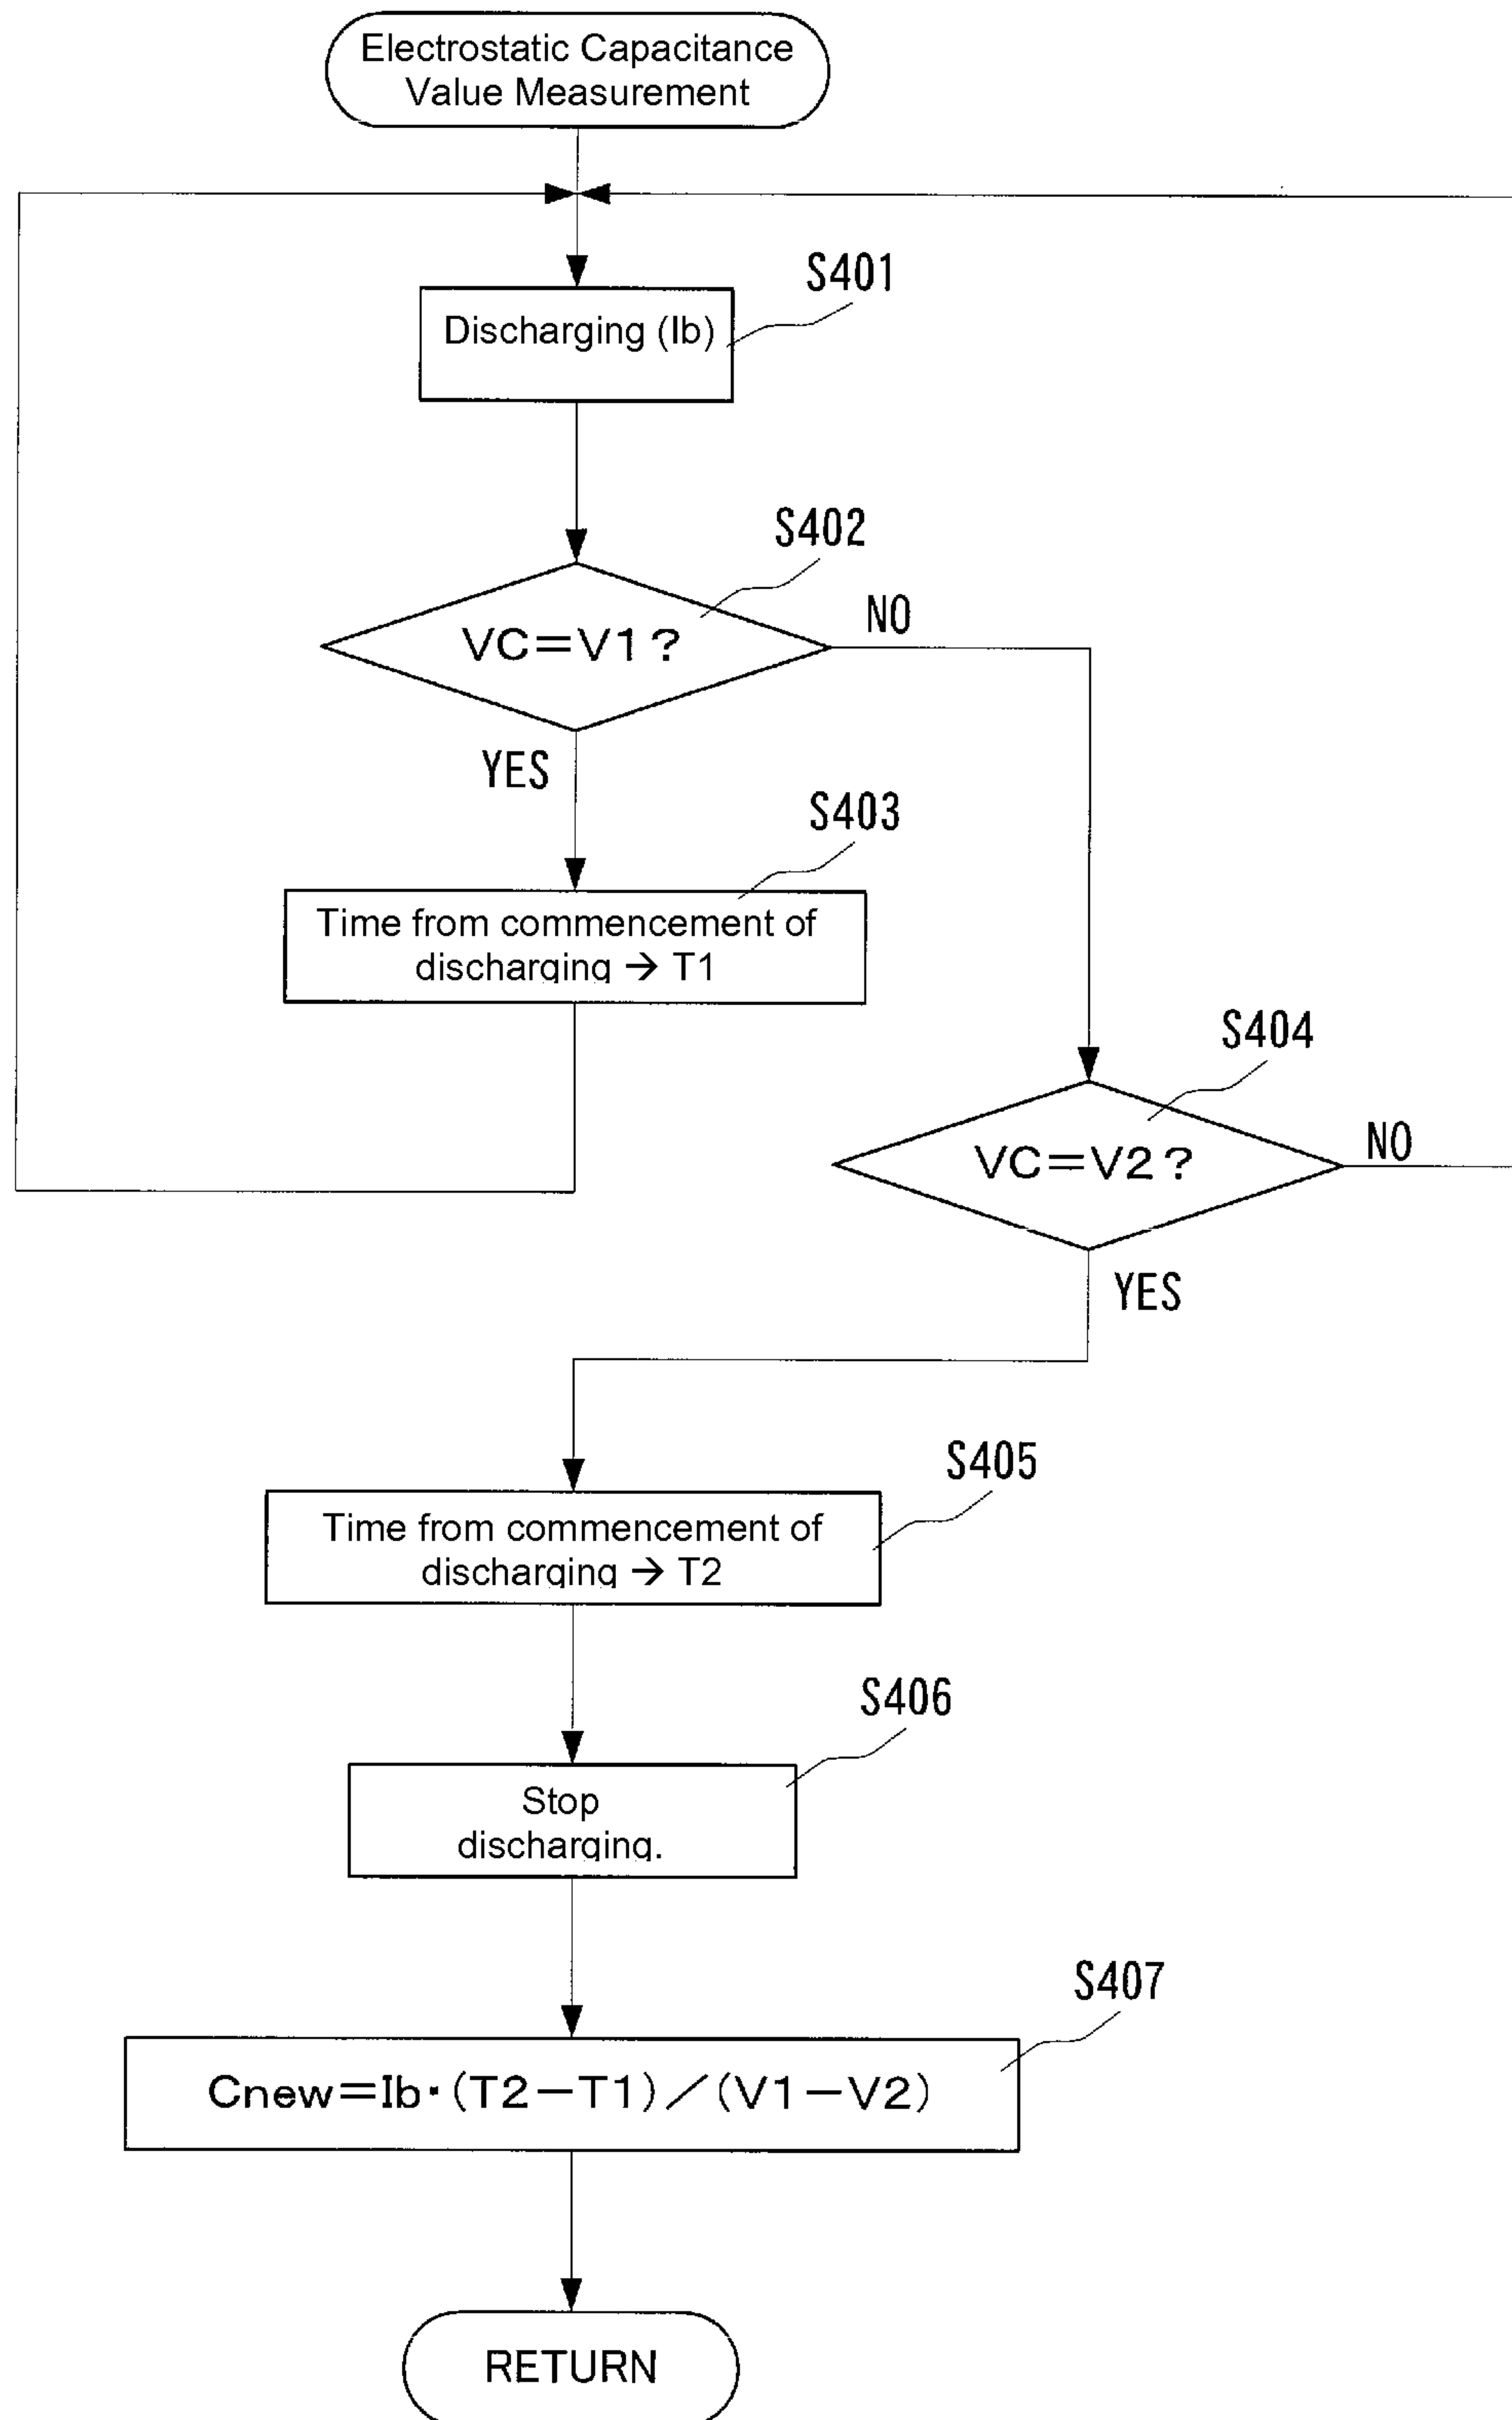 Electrostatic Capacitance
Value Measurement
S401
Discharging (Ib)
S402
VC=V1?
NO
YES
S403
Time from commencement of
discharging → T1
S404
VC=V2?
NO
YES
S405
Time from commencement of
discharging → T2
S406
Stop
discharging.
S407
Cnew=Ib·(T2−T1)/(V1−V2)
RETURN